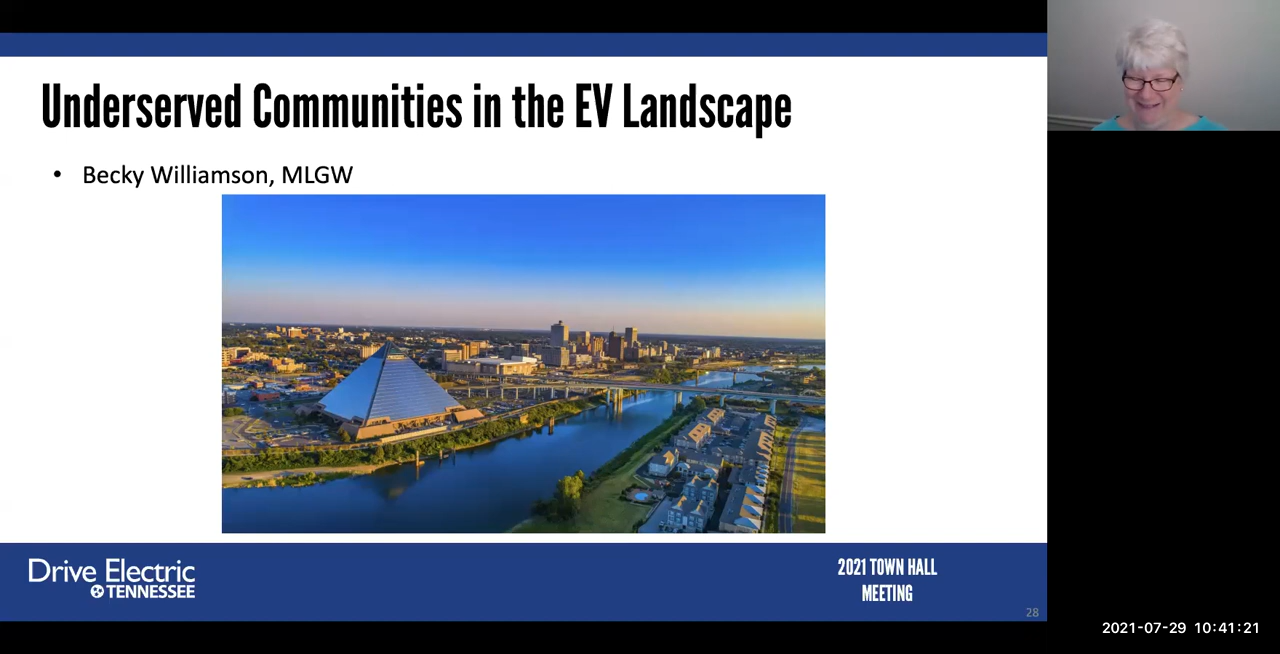 Underserved Communities in the EV Landscape
• Becky Williamson, MLGW
Drive Electric
TENNESSEE
2021 TOWN HALL
MEETING
28
2021-07-29 10:41:21